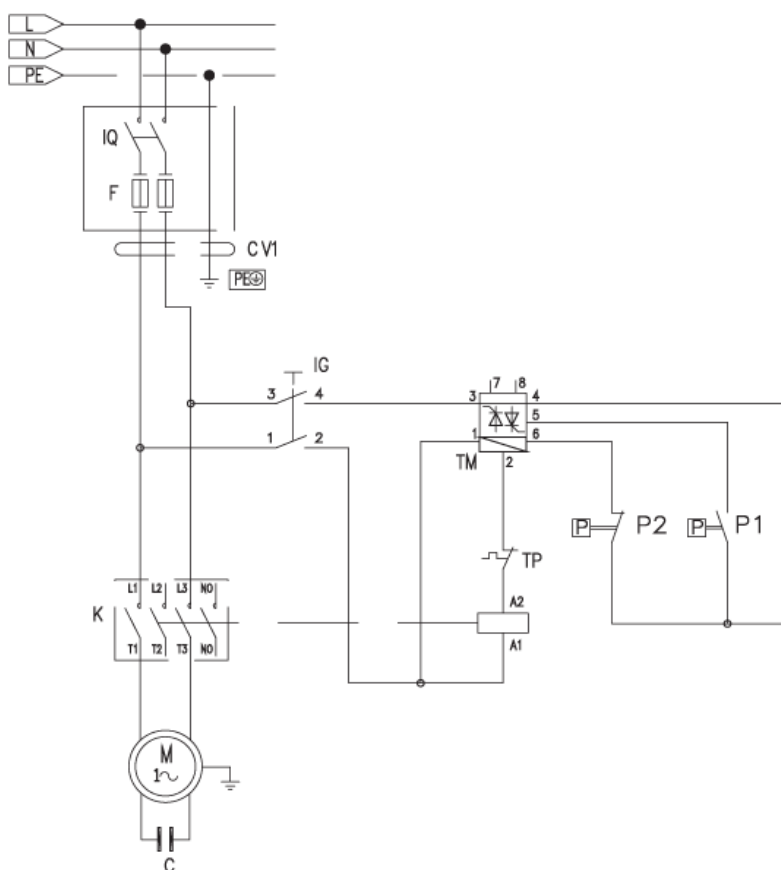 L
N
PE
IQ
F
CV1
PE
IG
3 4
1 2
7 8
3 4
5
1 6
TM 2
P P2 P P1
TP
L1 L2 L3 NO
K
A2
T1 T2 T3 NO
A1
M
1~
C